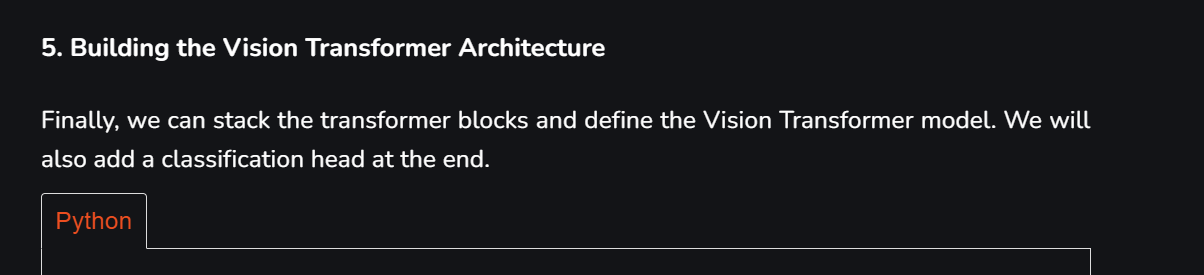 5. Building the Vision Transformer Architecture
Finally, we can stack the transformer blocks and define the Vision Transformer model. We will
also add a classification head at the end.
Python